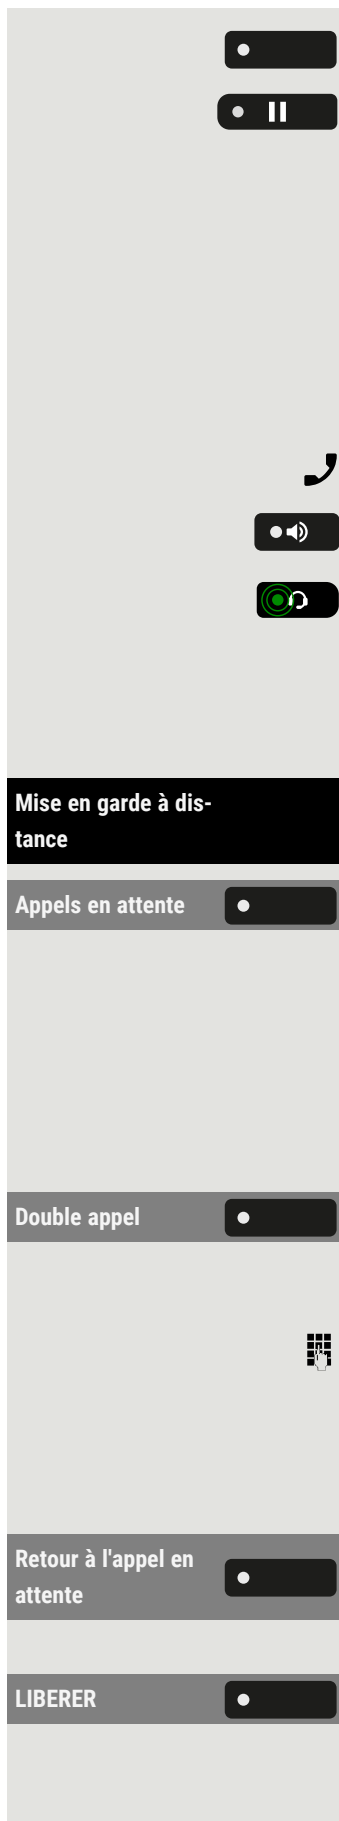 Mise en garde à dis-
tance
Appels en attente
Double appel
Retour à l'appel en
attente
LIBERER